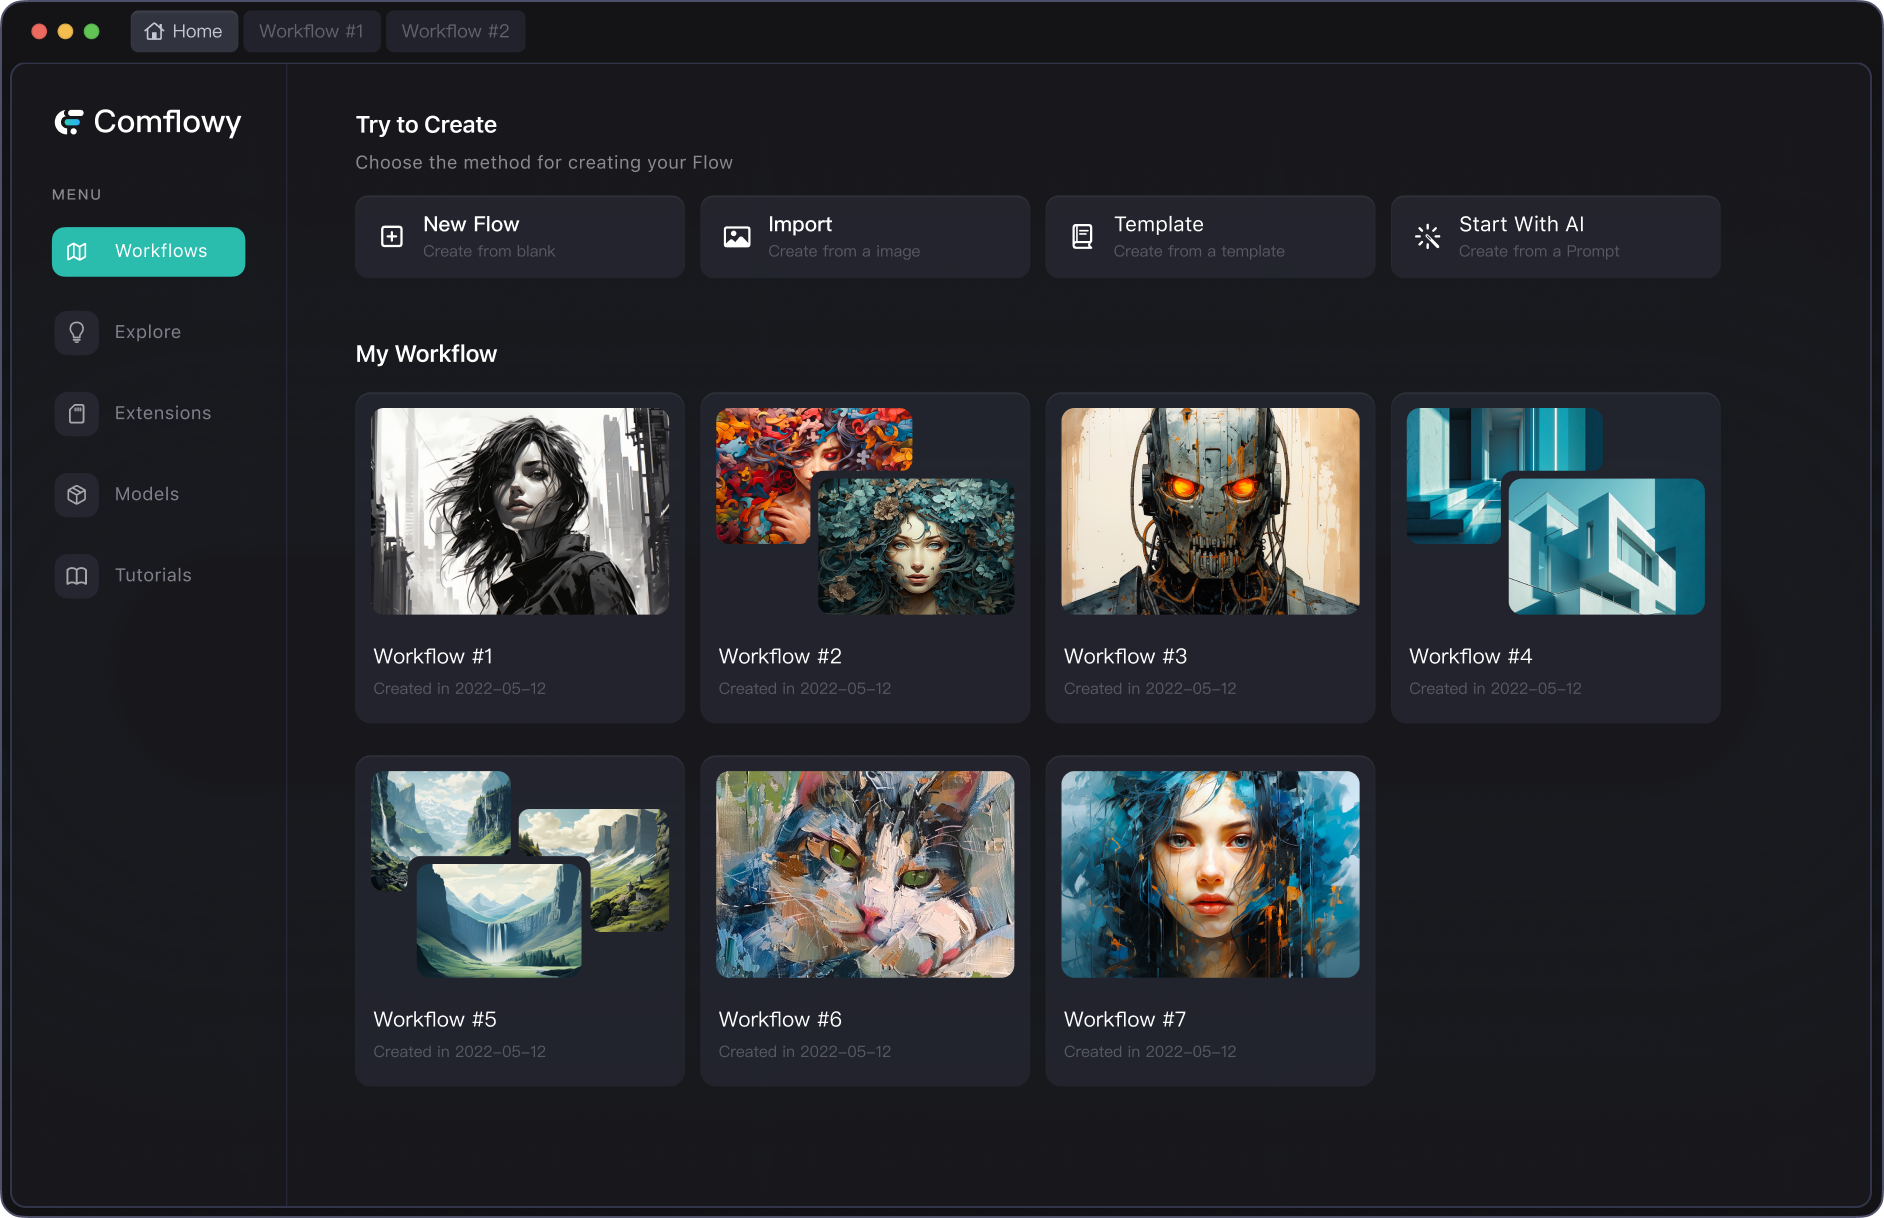 Home
Workflow #1
Workflow #2
Comflowy
MENU
Workflows
Explore
Extensions
Models
Tutorials
Try to Create
Choose the method for creating your Flow
New Flow
Create from blank
Import
Create from a image
Template
Create from a template
Start With AI
Create from a Prompt
My Workflow
Workflow #1
Created in 2022-05-12
Workflow #2
Created in 2022-05-12
Workflow #3
Created in 2022-05-12
Workflow #4
Created in 2022-05-12
Workflow #5
Created in 2022-05-12
Workflow #6
Created in 2022-05-12
Workflow #7
Created in 2022-05-12